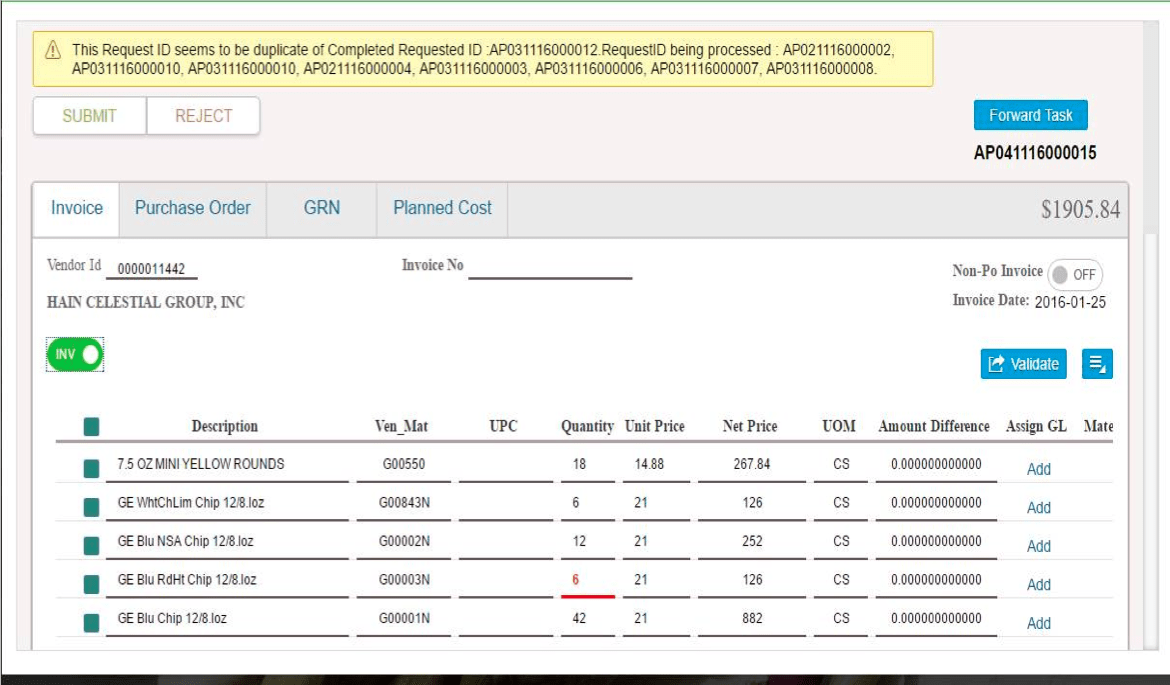 This Request ID seems to be duplicate of Completed Requested ID :AP031116000012.RequestID being processed : AP021116000002,
AP031116000010, AP031116000010, AP021116000004, AP031116000003, AP031116000006, AP031116000007, AP031116000008.
SUBMIT REJECT Forward Task
AP041116000015
Invoice Purchase Order GRN Planned Cost $1905.84
Vendor Id 0000011442 Invoice No Non-Po Invoice OFF
HAIN CELESTIAL GROUP, INC Invoice Date: 2016-01-25
INV Validate
Description Ven_Mat UPC Quantity Unit Price Net Price UOM Amount Difference Assign GL Mate
7.5 OZ MINI YELLOW ROUNDS G00550 18 14.88 267.84 CS 0.000000000000 Add
GE WhtChLim Chip 12/8.loz G00843N 6 21 126 CS 0.000000000000 Add
GE Blu NSA Chip 12/8.loz G00002N 12 21 252 CS 0.000000000000 Add
GE Blu RdHt Chip 12/8.loz G00003N 6 21 126 CS 0.000000000000 Add
GE Blu Chip 12/8.loz G00001N 42 21 882 CS 0.000000000000 Add